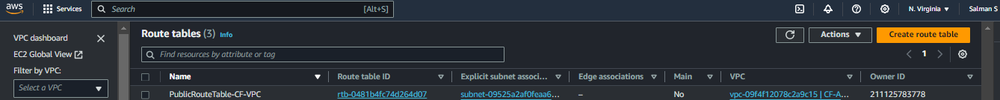 aws
Services
Search
[Alt+S]
N. Virginia
Salman S
VPC dashboard
EC2 Global View
Filter by VPC:
Select a VPC
Route tables (3) Info
Actions
Create route table
Find resources by attribute or tag
1
Name
Route table ID
Explicit subnet associ...
Edge associations
Main
VPC
Owner ID
PublicRouteTable-CF-VPC
rtb-0481b4fc74d264d07
subnet-09525a2af0feaa6...
–
No
vpc-09f4f12078c2a9c15 | CF-A...
211125783778